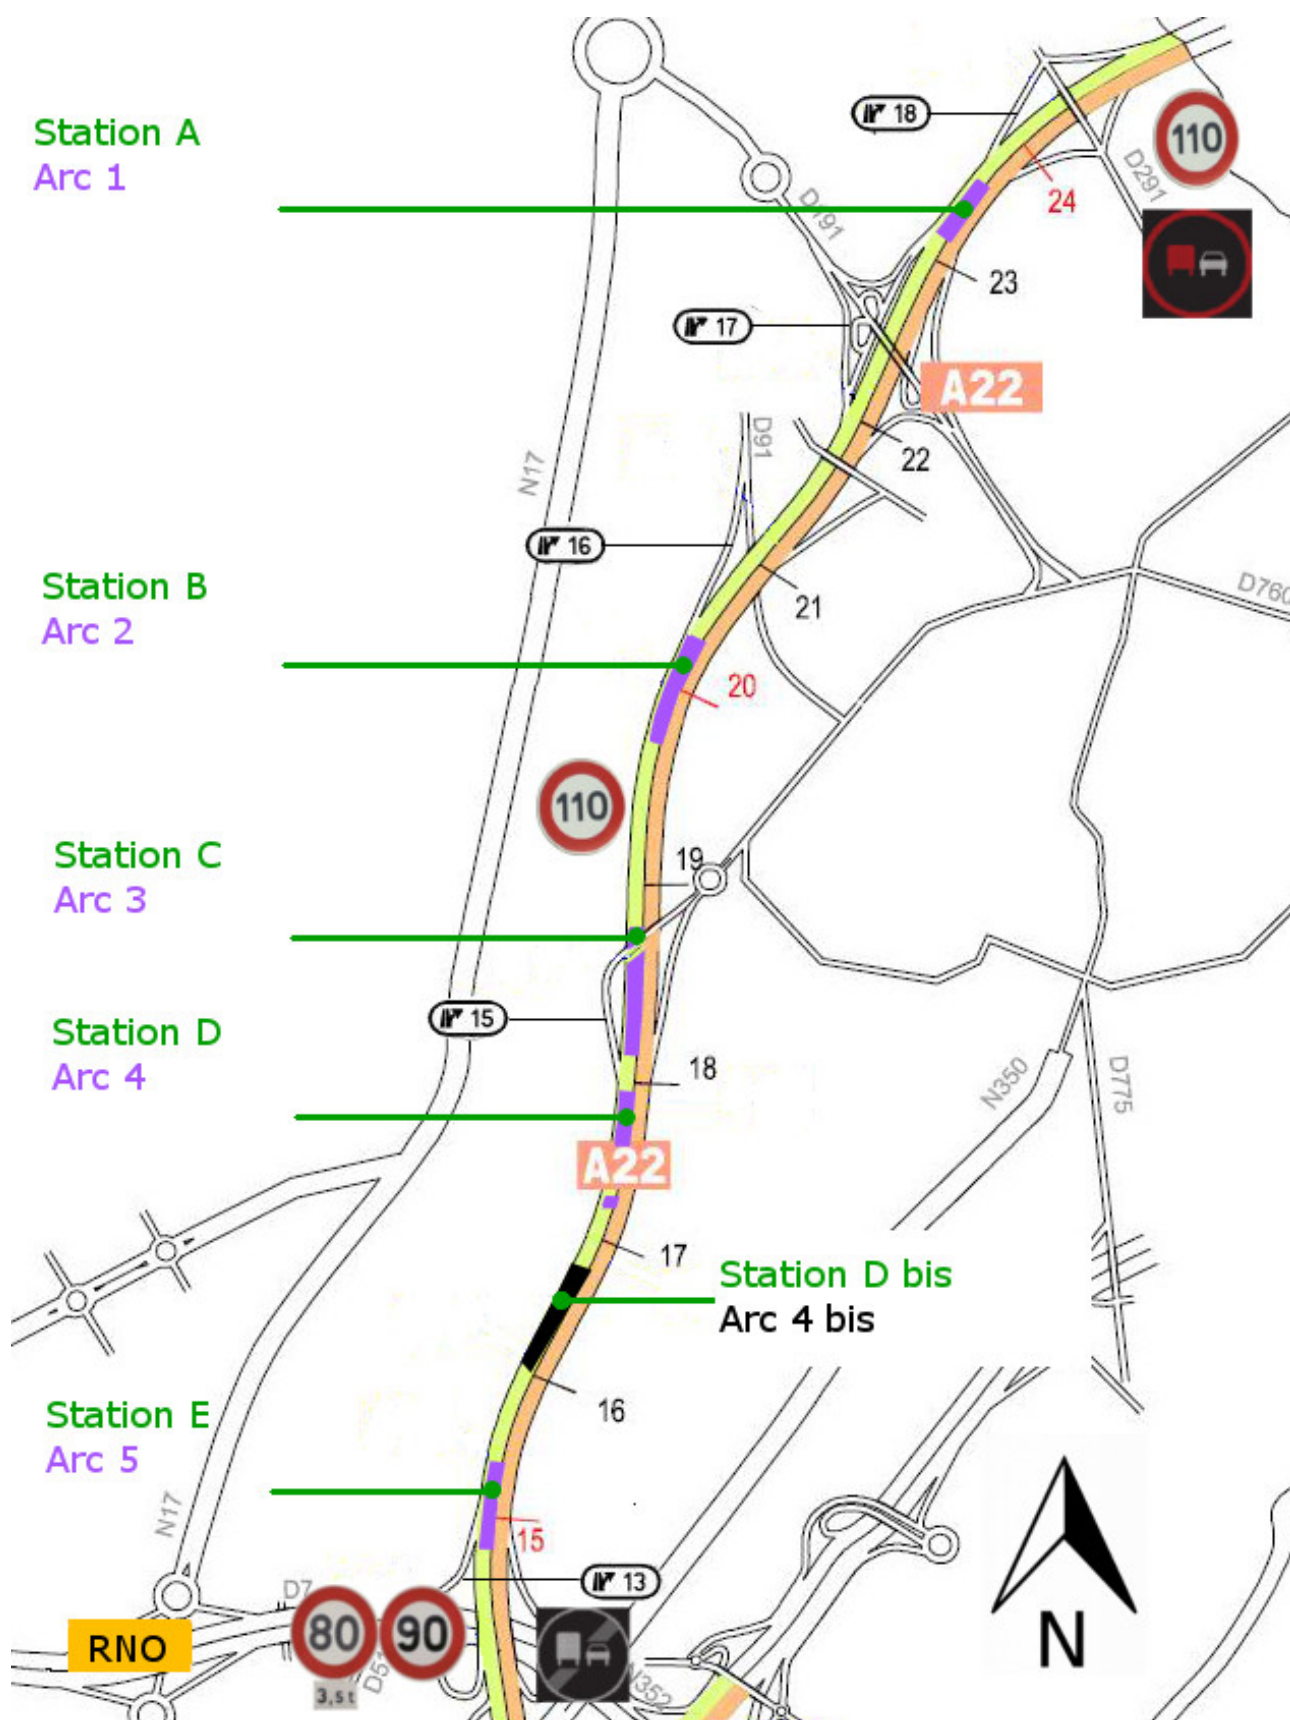 18
110
Station A
Arc 1
D291
24
D191
23
17
A22
D91
22
N17
16
D760
Station B
Arc 2
21
20
110
Station C
Arc 3
19
15
Station D
Arc 4
18
N350
D775
A22
17
Station D bis
Arc 4 bis
16
Station E
Arc 5
N17
15
13
D7
80
90
RNO
3,5t
N352
N